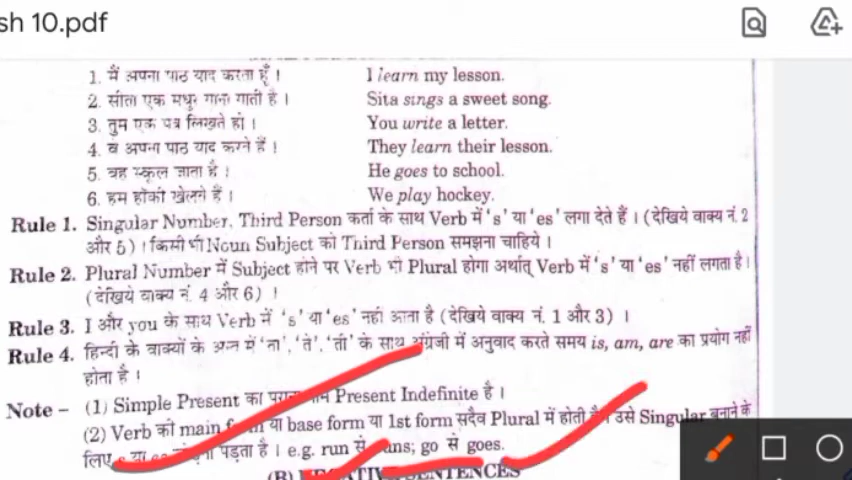 sh 10.pdf
1. मैं अपना पाठ याद करता हूँ । I learn my lesson.
2. सीता एक मधुर गाना गाती है । Sita sings a sweet song.
3. तुम एक पत्र लिखते हो । You write a letter.
4. वे अपना पाठ याद करते हैं । They learn their lesson.
5. वह स्कूल जाता है । He goes to school.
6. हम हॉकी खेलते हैं । We play hockey.
Rule 1. Singular Number, Third Person कर्ता के साथ Verb में 's' या 'es' लगा देते हैं । (देखिये वाक्य नं. 2
और 5) । किसी भी Noun Subject को Third Person समझना चाहिये ।
Rule 2. Plural Number में Subject होने पर Verb भी Plural होगा अर्थात् Verb में 's' या 'es' नहीं लगता है ।
(देखिये वाक्य नं. 4 और 6) ।
Rule 3. I और you के साथ Verb में 's' या 'es' नहीं आता है (देखिये वाक्य नं. 1 और 3) ।
Rule 4. हिन्दी के वाक्यों के अन्त में 'ता', 'ते', 'ती' के साथ अंग्रेजी में अनुवाद करते समय is, am, are का प्रयोग नहीं
होता है ।
Note – (1) Simple Present का Present Indefinite है ।
(2) Verb की main form या base form या 1st form सदैव Plural में होती उसे Singular बनाने के
लिए या पड़ता है । e.g. run से runs; go से goes.
(B) NEGATIVE SENTENCES